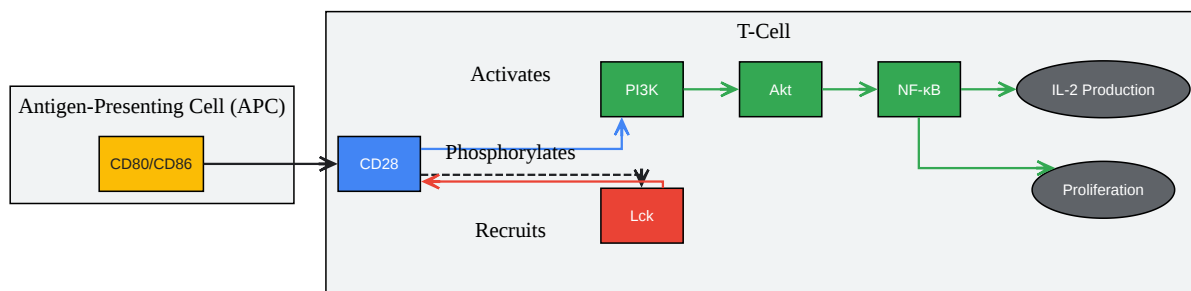 T-Cell
Activates
PI3K
Akt
NF-κB
IL-2 Production
Antigen-Presenting Cell (APC)
CD80/CD86
CD28
Phosphorylates
Proliferation
Lck
Recruits